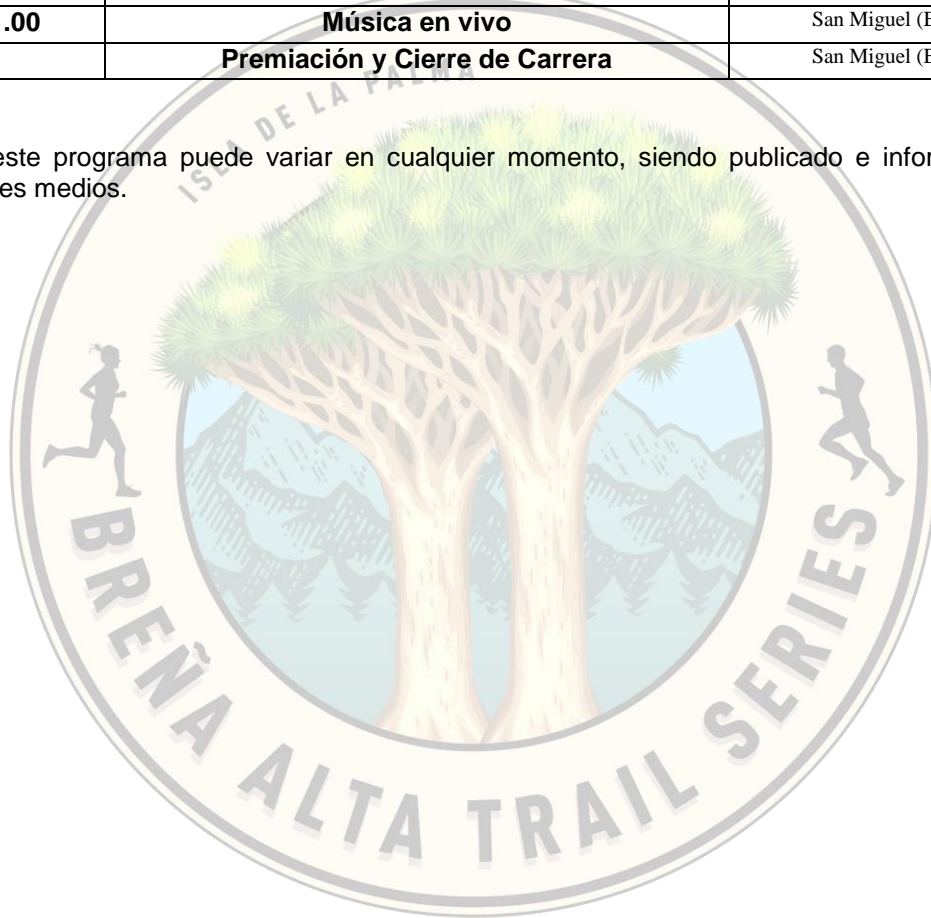 .00 Música en vivo San Miguel (B
Premiación y Cierre de Carrera San Miguel (B
este programa puede variar en cualquier momento, siendo publicado e infor
es medios.
ISLA DE LA PALMA
BREÑA ALTA TRAIL SERIES